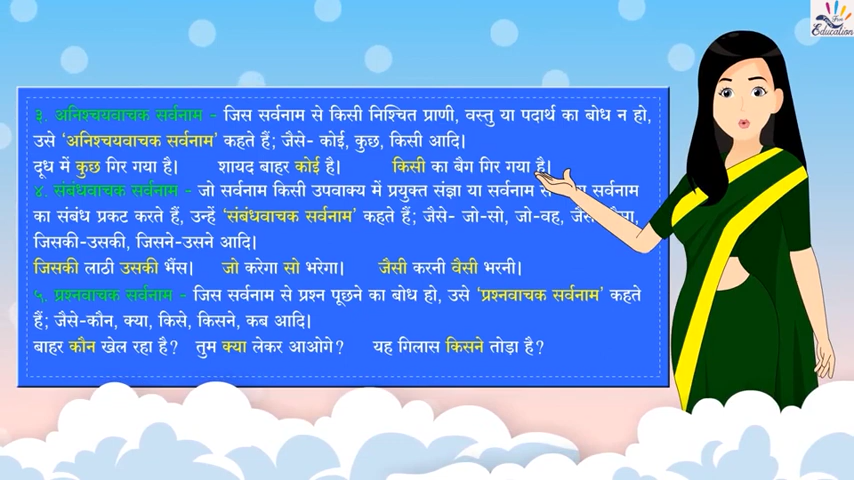 Fun
Education
३. अनिश्चयवाचक सर्वनाम - जिस सर्वनाम से किसी निश्चित प्राणी, वस्तु या पदार्थ का बोध न हो,
उसे 'अनिश्चयवाचक सर्वनाम' कहते हैं; जैसे- कोई, कुछ, किसी आदि।
दूध में कुछ गिर गया है। शायद बाहर कोई है। किसी का बैग गिर गया है।
४. संबंधवाचक सर्वनाम - जो सर्वनाम किसी उपवाक्य में प्रयुक्त संज्ञा या सर्वनाम सर्वनाम
का संबंध प्रकट करते हैं, उन्हें 'संबंधवाचक सर्वनाम' कहते हैं; जैसे- जो-सो, जो-वह,
जिसकी-उसकी, जिसने-उसने आदि।
जिसकी लाठी उसकी भैंस। जो करेगा सो भरेगा। जैसी करनी वैसी भरनी।
५. प्रश्नवाचक सर्वनाम - जिस सर्वनाम से प्रश्न पूछने का बोध हो, उसे 'प्रश्नवाचक सर्वनाम' कहते
हैं; जैसे-कौन, क्या, किसे, किसने, कब आदि।
बाहर कौन खेल रहा है? तुम क्या लेकर आओगे? यह गिलास किसने तोड़ा है?